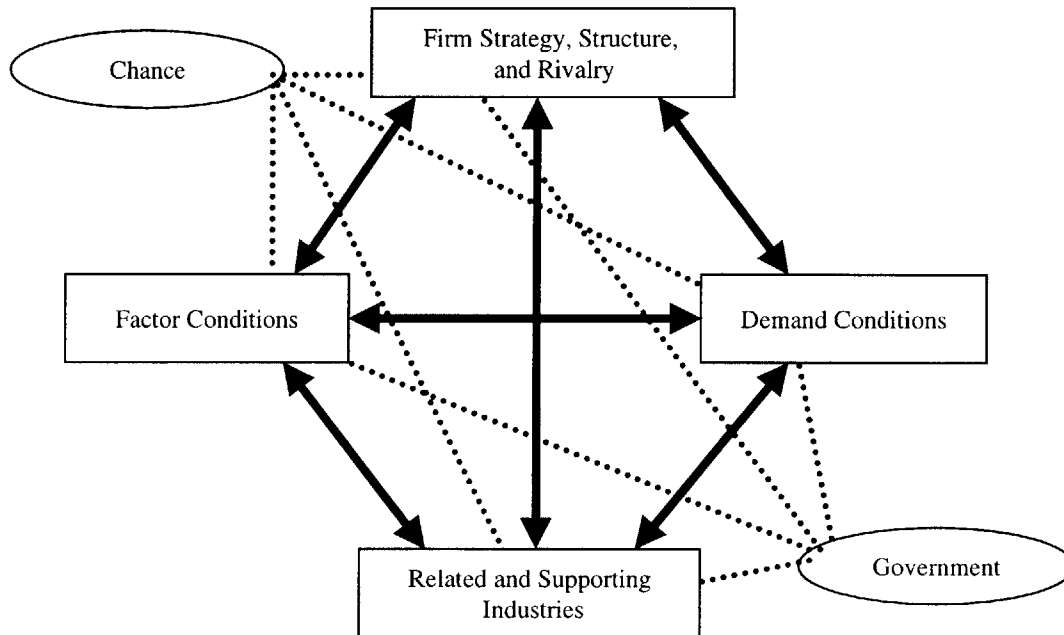 Firm Strategy, Structure,
and Rivalry
Chance
Factor Conditions
Demand Conditions
Related and Supporting
Industries
Government